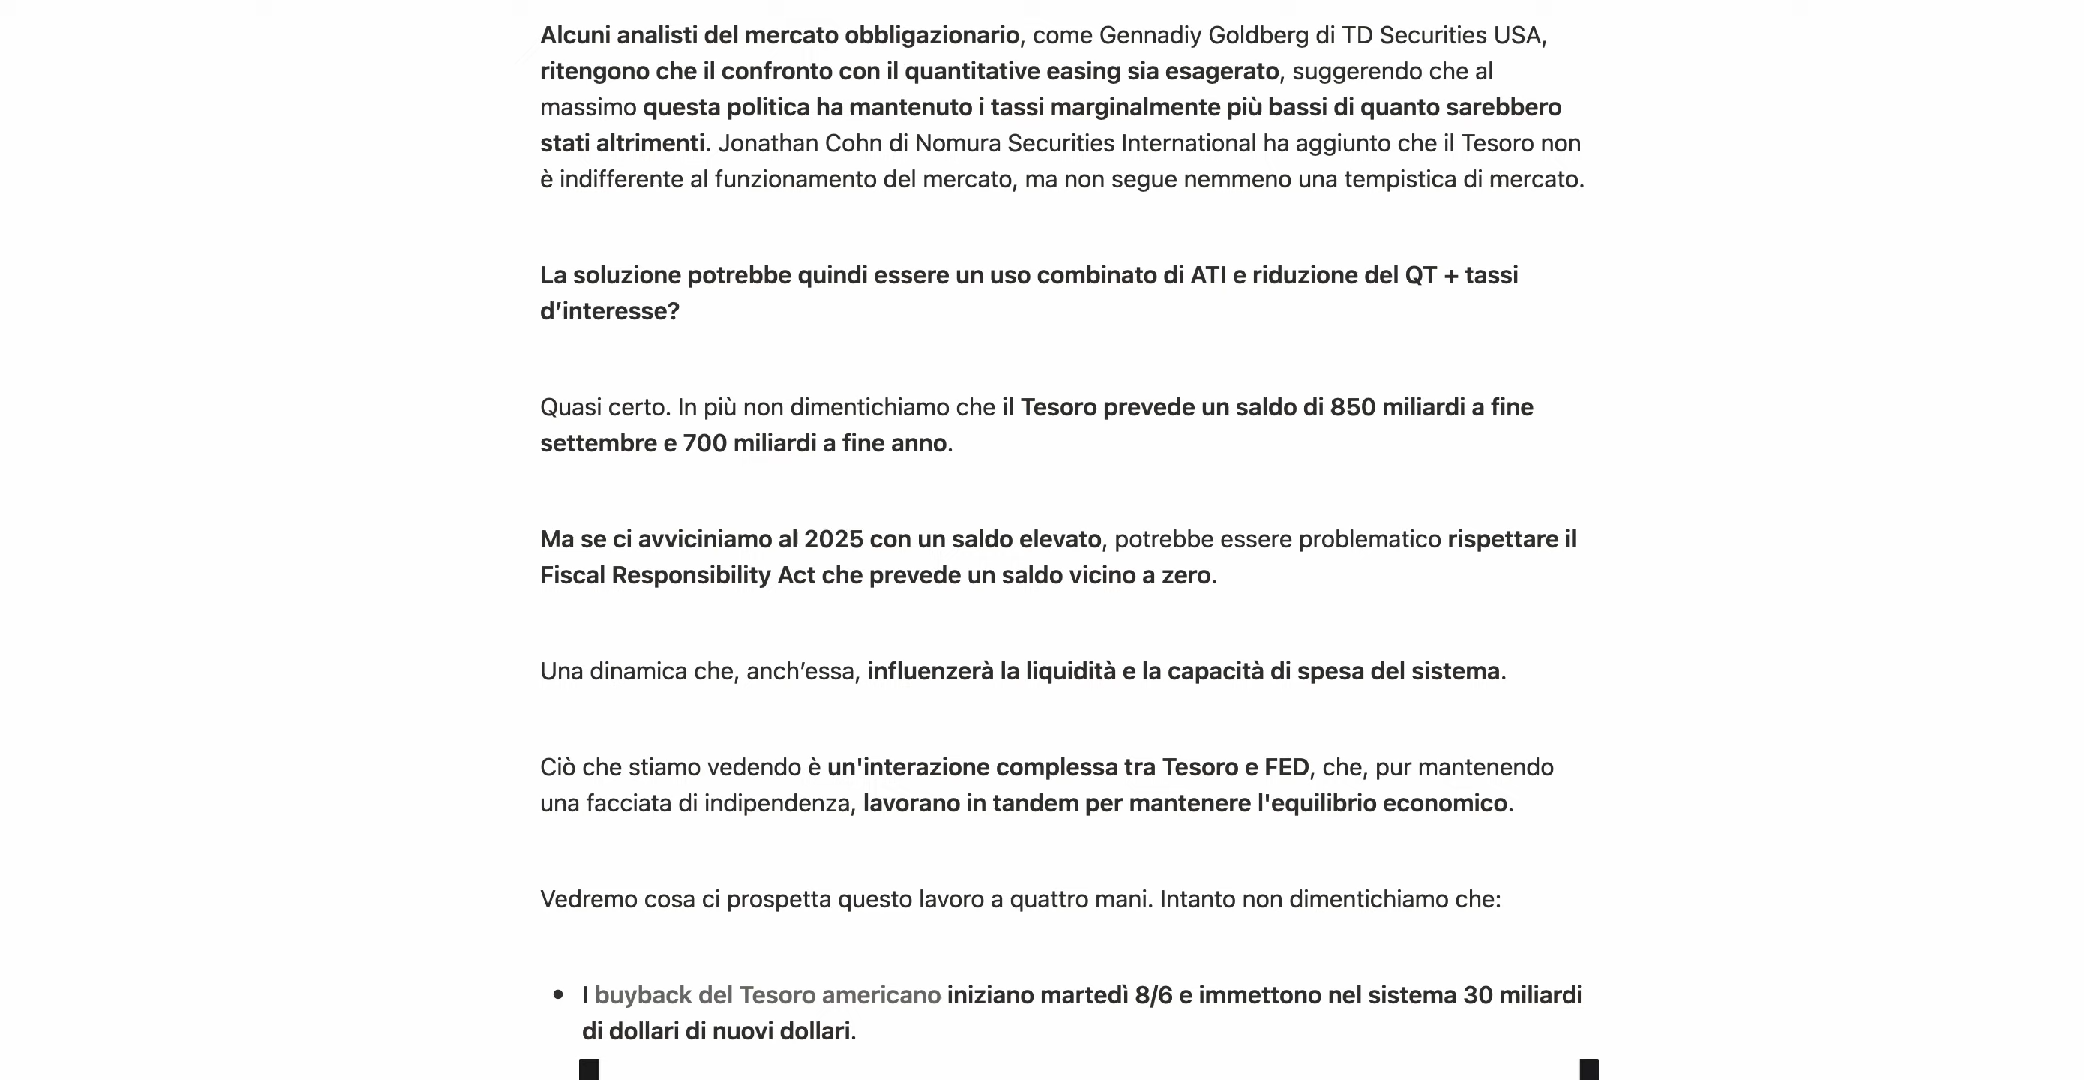 Alcuni analisti del mercato obbligazionario, come Gennadiy Goldberg di TD Securities USA,
ritengono che il confronto con il quantitative easing sia esagerato, suggerendo che al
massimo questa politica ha mantenuto i tassi marginalmente più bassi di quanto sarebbero
stati altrimenti. Jonathan Cohn di Nomura Securities International ha aggiunto che il Tesoro non
è indifferente al funzionamento del mercato, ma non segue nemmeno una tempistica di mercato.
La soluzione potrebbe quindi essere un uso combinato di ATI e riduzione del QT + tassi
d'interesse?
Quasi certo. In più non dimentichiamo che il Tesoro prevede un saldo di 850 miliardi a fine
settembre e 700 miliardi a fine anno.
Ma se ci avviciniamo al 2025 con un saldo elevato, potrebbe essere problematico rispettare il
Fiscal Responsibility Act che prevede un saldo vicino a zero.
Una dinamica che, anch’essa, influenzerà la liquidità e la capacità di spesa del sistema.
Ciò che stiamo vedendo è un'interazione complessa tra Tesoro e FED, che, pur mantenendo
una facciata di indipendenza, lavorano in tandem per mantenere l'equilibrio economico.
Vedremo cosa ci prospetta questo lavoro a quattro mani. Intanto non dimentichiamo che:
• I buyback del Tesoro americano iniziano martedì 8/6 e immettono nel sistema 30 miliardi
di dollari di nuovi dollari.